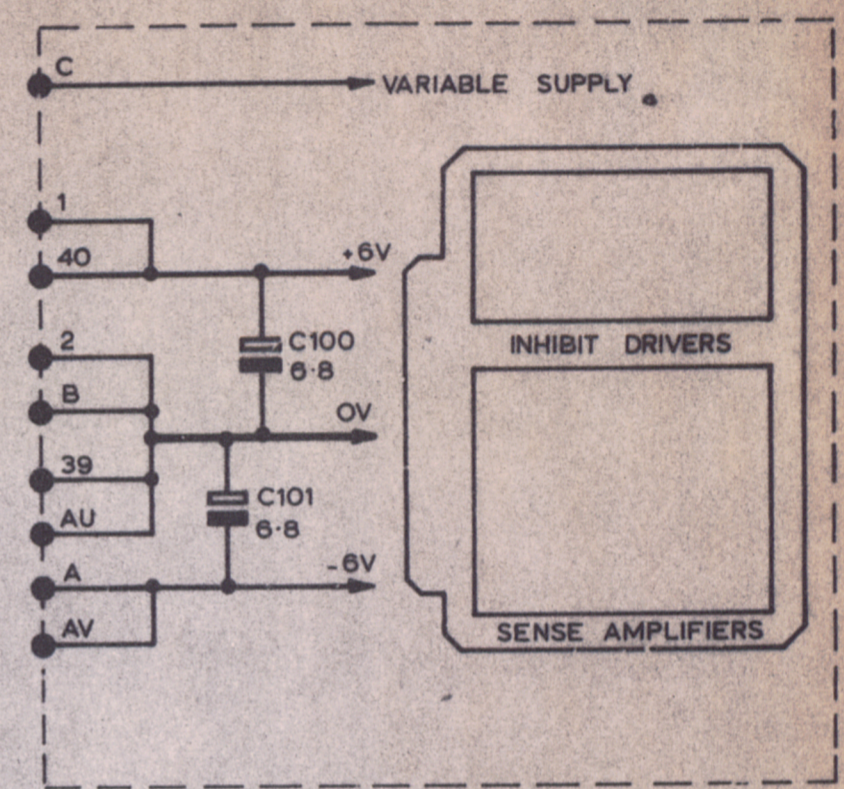 C
VARIABLE SUPPLY
1
40
+6V
C100
6·8
2
B
0V
39
AU
C101
6·8
A
-6V
AV
INHIBIT DRIVERS
SENSE AMPLIFIERS